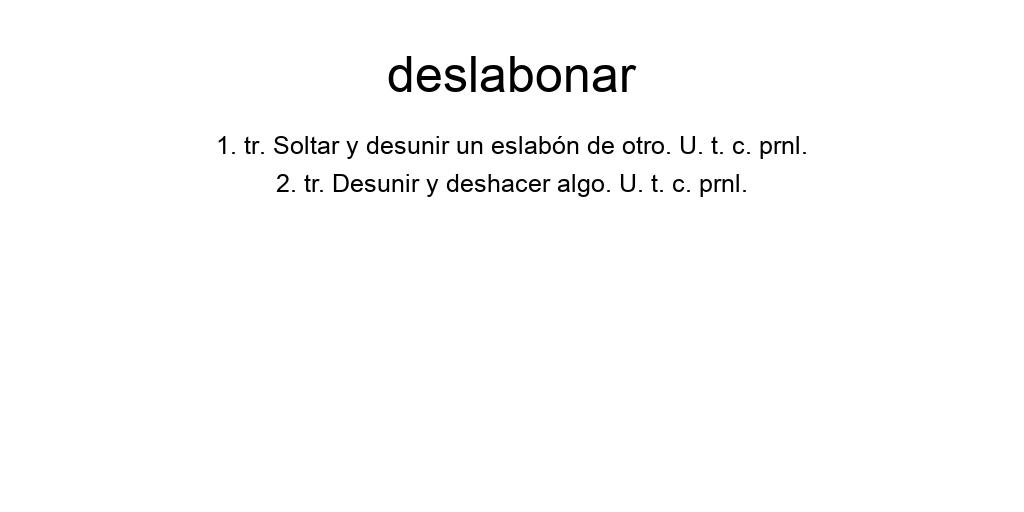 deslabonar
1. tr. Soltar y desunir un eslabón de otro. U. t. c. prnl.
2. tr. Desunir y deshacer algo. U. t. c. prnl.